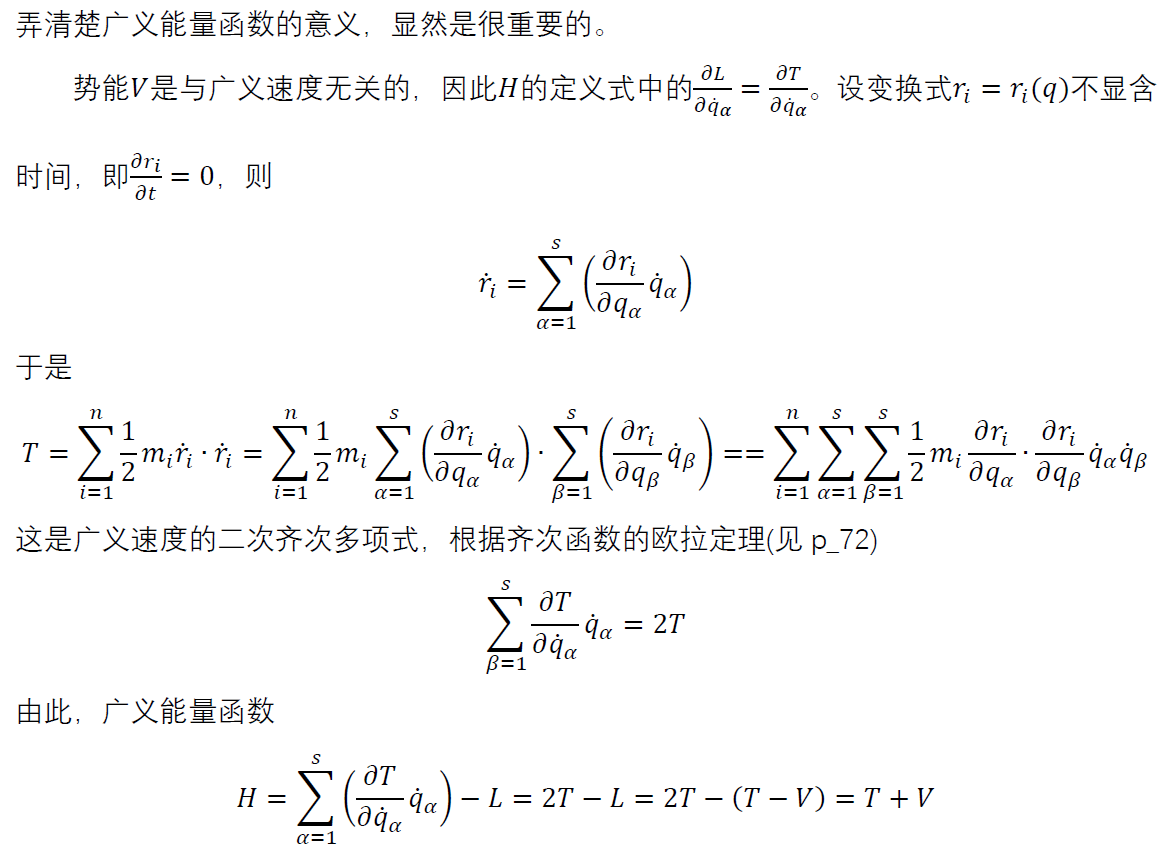 弄清楚广义能量函数的意义，显然是很重要的。
势能$V$是与广义速度无关的，因此$H$的定义式中的$\frac{\partial L}{\partial \dot{q}_\alpha} = \frac{\partial T}{\partial \dot{q}_\alpha}$。设变换式$r_i = r_i(q)$不显含
时间，即$\frac{\partial r_i}{\partial t} = 0$，则
$\dot{r}_i = \sum_{\alpha=1}^{s} \left( \frac{\partial r_i}{\partial q_\alpha} \dot{q}_\alpha \right)$
于是
$T = \sum_{i=1}^{n} \frac{1}{2} m_i \dot{r}_i \cdot \dot{r}_i = \sum_{i=1}^{n} \frac{1}{2} m_i \sum_{\alpha=1}^{s} \left( \frac{\partial r_i}{\partial q_\alpha} \dot{q}_\alpha \right) \cdot \sum_{\beta=1}^{s} \left( \frac{\partial r_i}{\partial q_\beta} \dot{q}_\beta \right) == \sum_{i=1}^{n} \sum_{\alpha=1}^{s} \sum_{\beta=1}^{s} \frac{1}{2} m_i \frac{\partial r_i}{\partial q_\alpha} \cdot \frac{\partial r_i}{\partial q_\beta} \dot{q}_\alpha \dot{q}_\beta$
这是广义速度的二次齐次多项式，根据齐次函数的欧拉定理(见 p_72)
$\sum_{\beta=1}^{s} \frac{\partial T}{\partial \dot{q}_\alpha} \dot{q}_\alpha = 2T$
由此，广义能量函数
$H = \sum_{\alpha=1}^{s} \left( \frac{\partial T}{\partial \dot{q}_\alpha} \dot{q}_\alpha \right) - L = 2T - L = 2T - (T - V) = T + V$